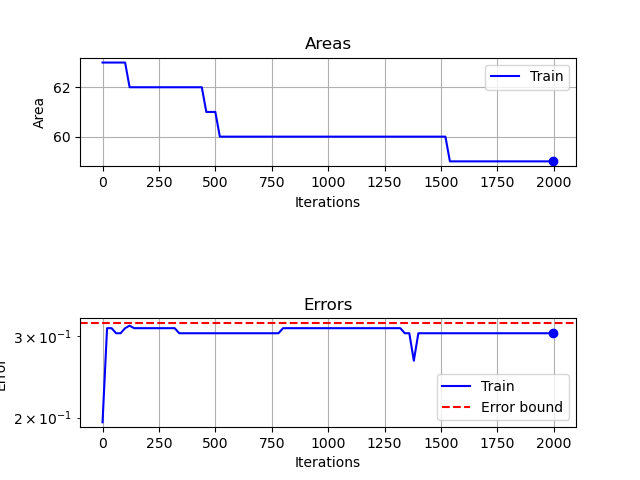 Areas
Area
62
60
Train
0 250 500 750 1000 1250 1500 1750 2000
Iterations
Errors
Error
3 × 10⁻¹
2 × 10⁻¹
Train
Error bound
0 250 500 750 1000 1250 1500 1750 2000
Iterations